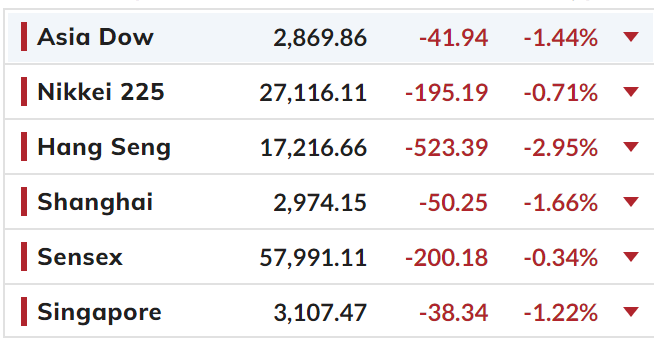 Asia Dow 2,869.86 -41.94 -1.44%
Nikkei 225 27,116.11 -195.19 -0.71%
Hang Seng 17,216.66 -523.39 -2.95%
Shanghai 2,974.15 -50.25 -1.66%
Sensex 57,991.11 -200.18 -0.34%
Singapore 3,107.47 -38.34 -1.22%